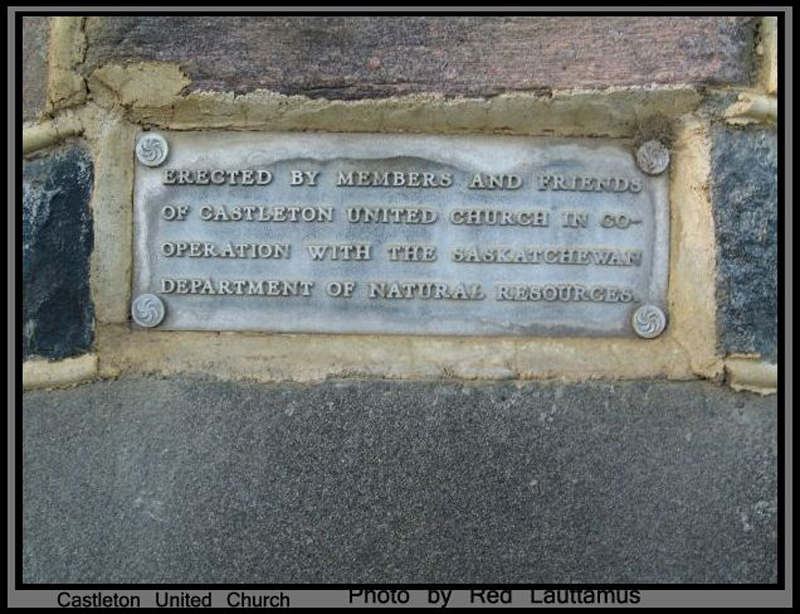 ERECTED BY MEMBERS AND FRIENDS
OF CASTLETON UNITED CHURCH IN CO-
OPERATION WITH THE SASKATCHEWAN
DEPARTMENT OF NATURAL RESOURCES.
Castleton United Church
Photo by Red Lauttamus